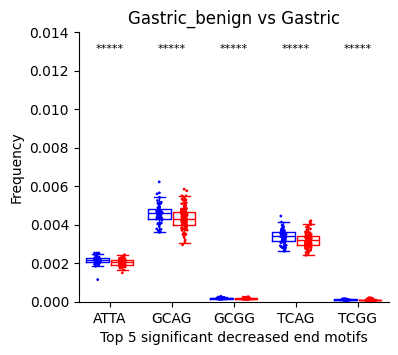 Gastric_benign vs Gastric
0.014
0.012
0.010
0.008
0.006
0.004
0.002
0.000
Frequency
***** ***** ***** ***** *****
ATTA GCAG GCGG TCAG TCGG
Top 5 significant decreased end motifs